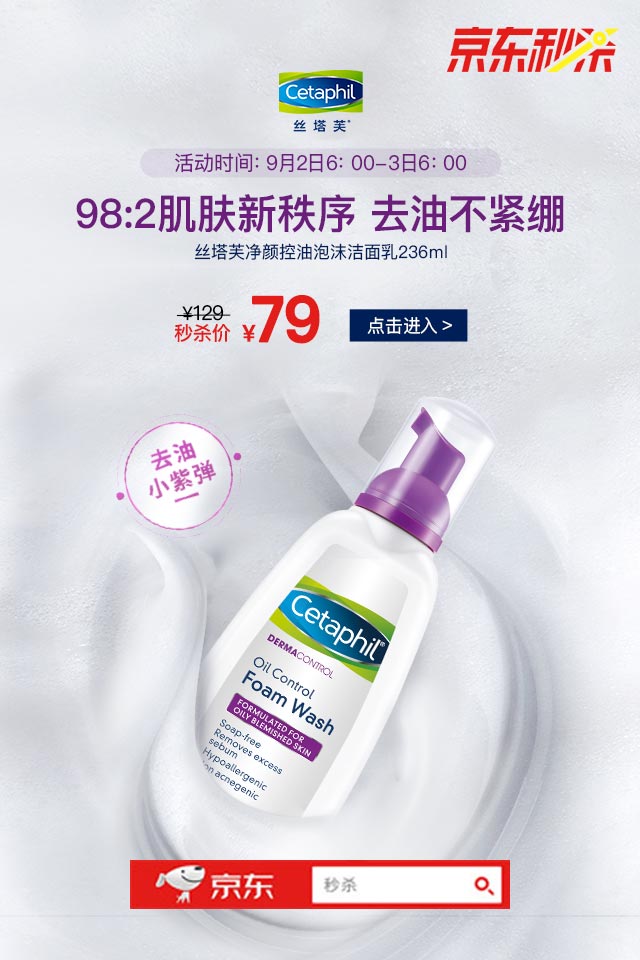 京东秒杀
Cetaphil
丝塔芙®
活动时间: 9月2日6: 00-3日6: 00
98:2肌肤新秩序 去油不紧绷
丝塔芙净颜控油泡沫洁面乳236ml
¥129
秒杀价 ¥79
点击进入 >
去油
小紫弹
Cetaphil®
DERMACONTROL
Oil Control
Foam Wash
FORMULATED FOR
OILY BLEMISHED SKIN
Soap-free
Removes excess
sebum
Hypoallergenic
on acnegenic
京东
秒杀